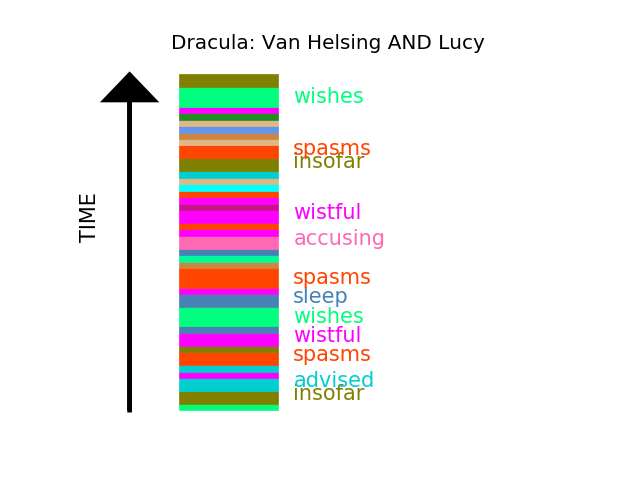 Dracula: Van Helsing AND Lucy
wishes
spasms
insofar
wistful
accusing
spasms
sleep
wishes
wistful
spasms
advised
insofar
TIME